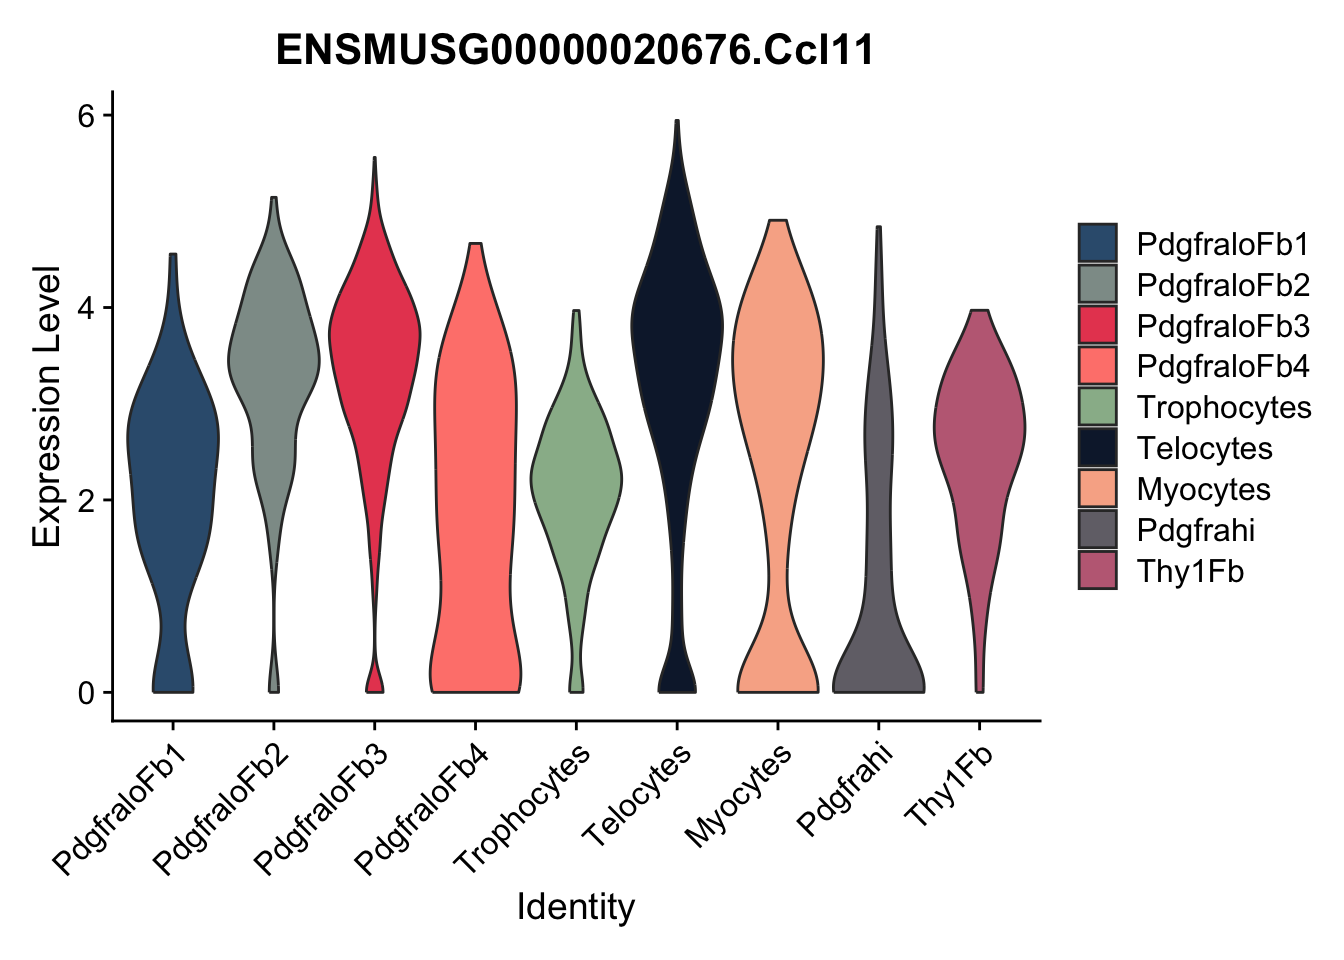 ENSMUSG00000020676.Ccl11
Expression Level
6
4
2
0
PdgfraloFb1
PdgfraloFb2
PdgfraloFb3
PdgfraloFb4
Trophocytes
Telocytes
Myocytes
Pdgfrahi
Thy1Fb
Identity
PdgfraloFb1
PdgfraloFb2
PdgfraloFb3
PdgfraloFb4
Trophocytes
Telocytes
Myocytes
Pdgfrahi
Thy1Fb